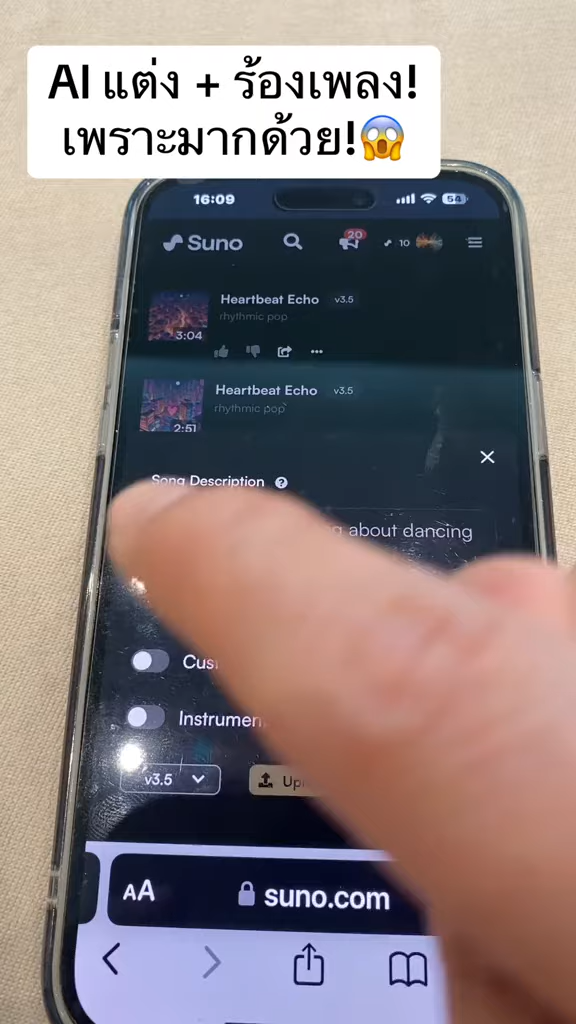 AI แต่ง + ร้องเพลง!
เพราะมากด้วย!😱
16:09
54
Suno
20
10
Heartbeat Echo v3.5
rhythmic pop
3:04
Heartbeat Echo v3.5
rhythmic pop
2:51
Song Description
about dancing
v3.5
AA suno.com